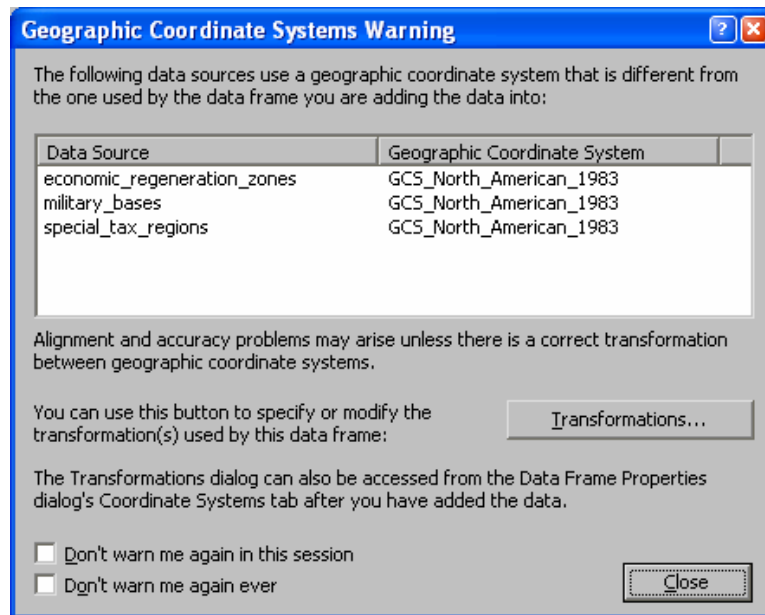 Geographic Coordinate Systems Warning
The following data sources use a geographic coordinate system that is different from
the one used by the data frame you are adding the data into:
Data Source Geographic Coordinate System
economic_regeneration_zones GCS_North_American_1983
military_bases GCS_North_American_1983
special_tax_regions GCS_North_American_1983
Alignment and accuracy problems may arise unless there is a correct transformation
between geographic coordinate systems.
You can use this button to specify or modify the
transformation(s) used by this data frame:
Transformations...
The Transformations dialog can also be accessed from the Data Frame Properties
dialog's Coordinate Systems tab after you have added the data.
Don't warn me again in this session
Don't warn me again ever
Close